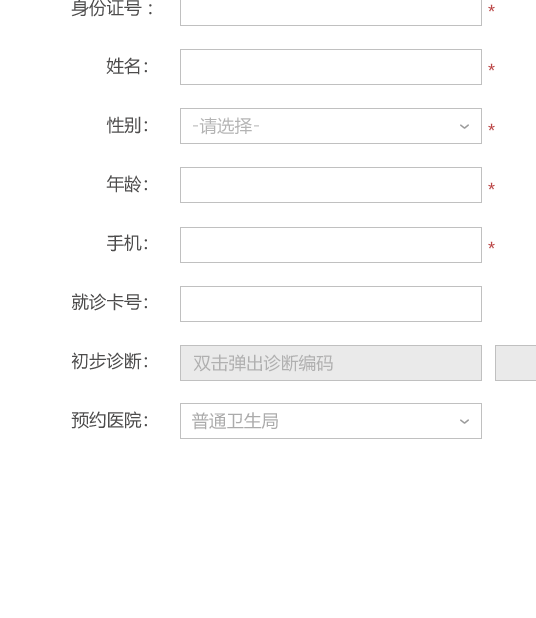 身份证号： *
姓名： *
性别： -请选择- *
年龄： *
手机： *
就诊卡号：
初步诊断： 双击弹出诊断编码
预约医院： 普通卫生局